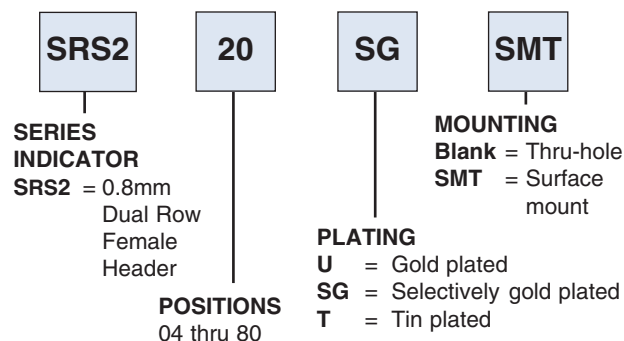 SRS2 20 SG SMT
SERIES
INDICATOR
SRS2 = 0.8mm
Dual Row
Female
Header
POSITIONS
04 thru 80
PLATING
U = Gold plated
SG = Selectively gold plated
T = Tin plated
MOUNTING
Blank = Thru-hole
SMT = Surface
mount